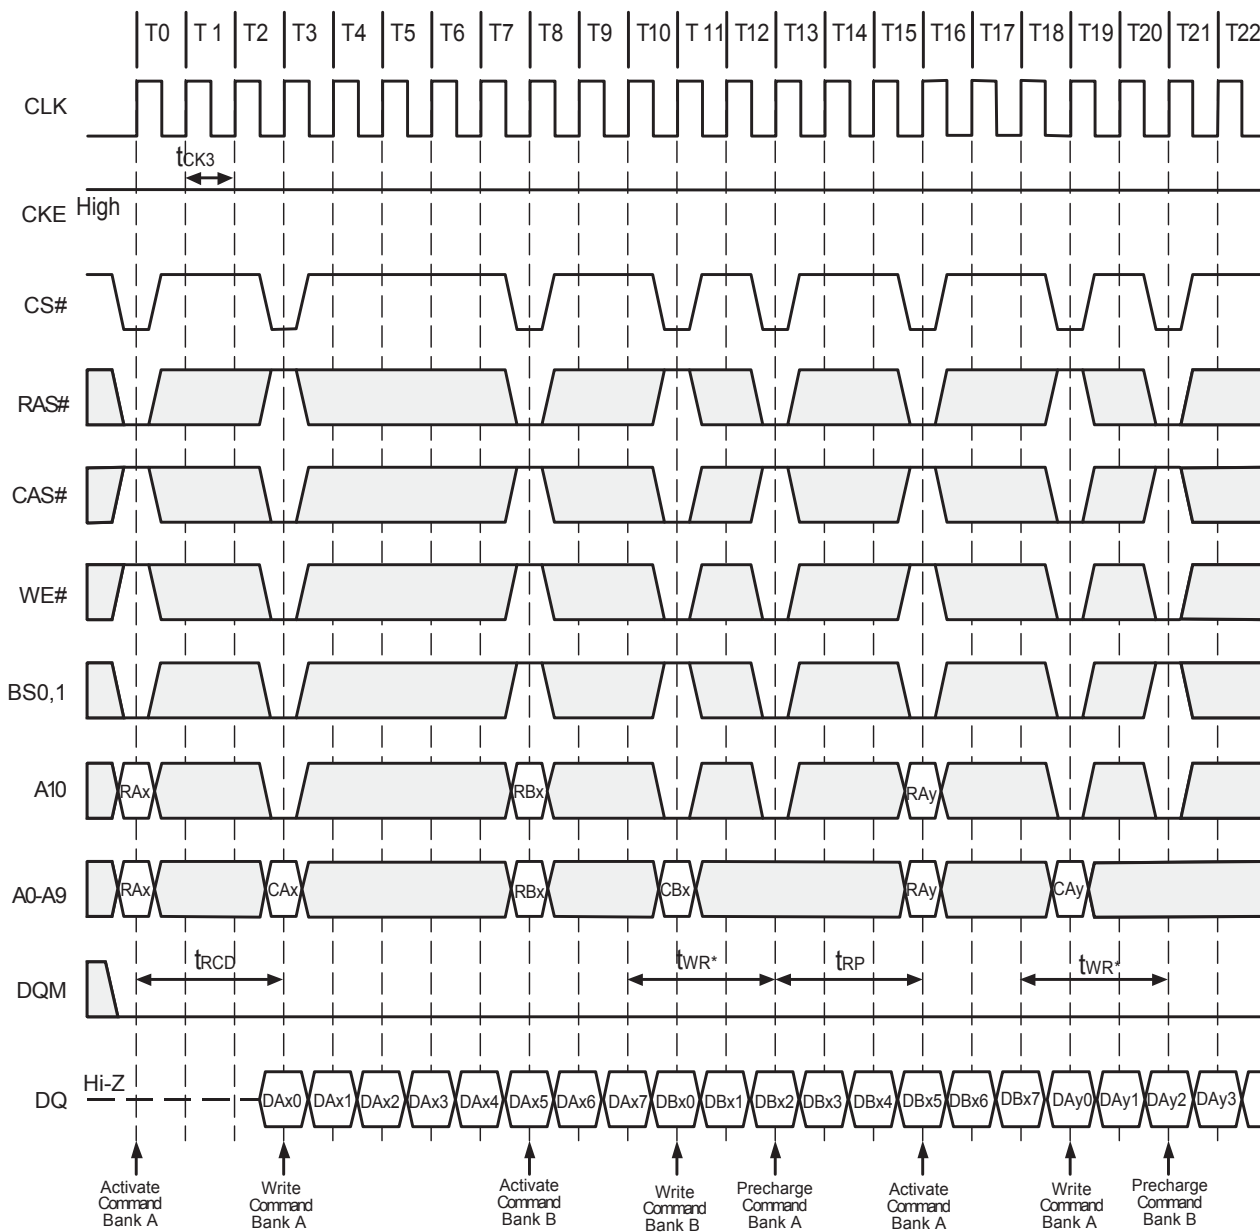 T0 T 1 T2 T3 T4 T5 T6 T7 T8 T9 T10 T 11 T12 T13 T14 T15 T16 T17 T18 T19 T20 T21 T22
CLK
tCK3
CKE High
CS#
RAS#
CAS#
WE#
BS0,1
A10 RAx RBx RAy
A0-A9 RAx CAx RBx CBx RAy CAy
DQM tRCD tWR* tRP tWR*
DQ Hi-Z DAx0 DAx1 DAx2 DAx3 DAx4 DAx5 DAx6 DAx7 DBx0 DBx1 DBx2 DBx3 DBx4 DBx5 DBx6 DBx7 DAy0 DAy1 DAy2 DAy3
Activate
Command
Bank A
Write
Command
Bank A
Activate
Command
Bank B
Write
Command
Bank B
Precharge
Command
Bank A
Activate
Command
Bank A
Write
Command
Bank A
Precharge
Command
Bank B